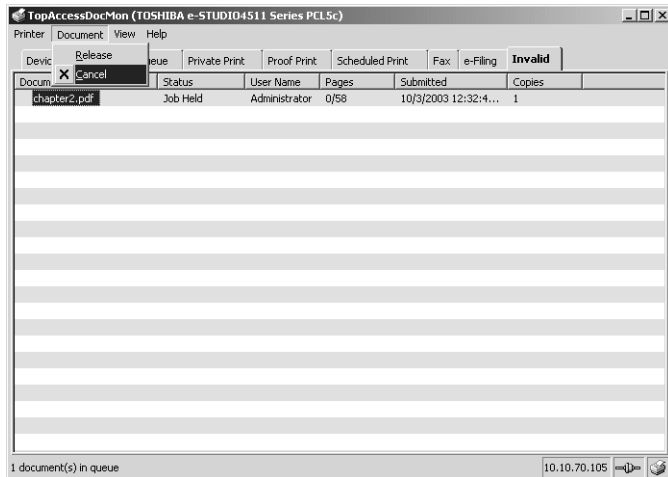 TopAccessDocMon (TOSHIBA e-STUDIO4511 Series PCL5c)
Printer Document View Help
Release
Cancel
Devic eue Private Print Proof Print Scheduled Print Fax e-Filing Invalid
Docum Status User Name Pages Submitted Copies
chapter2.pdf Job Held Administrator 0/58 10/3/2003 12:32:4... 1
1 document(s) in queue 10.10.70.105